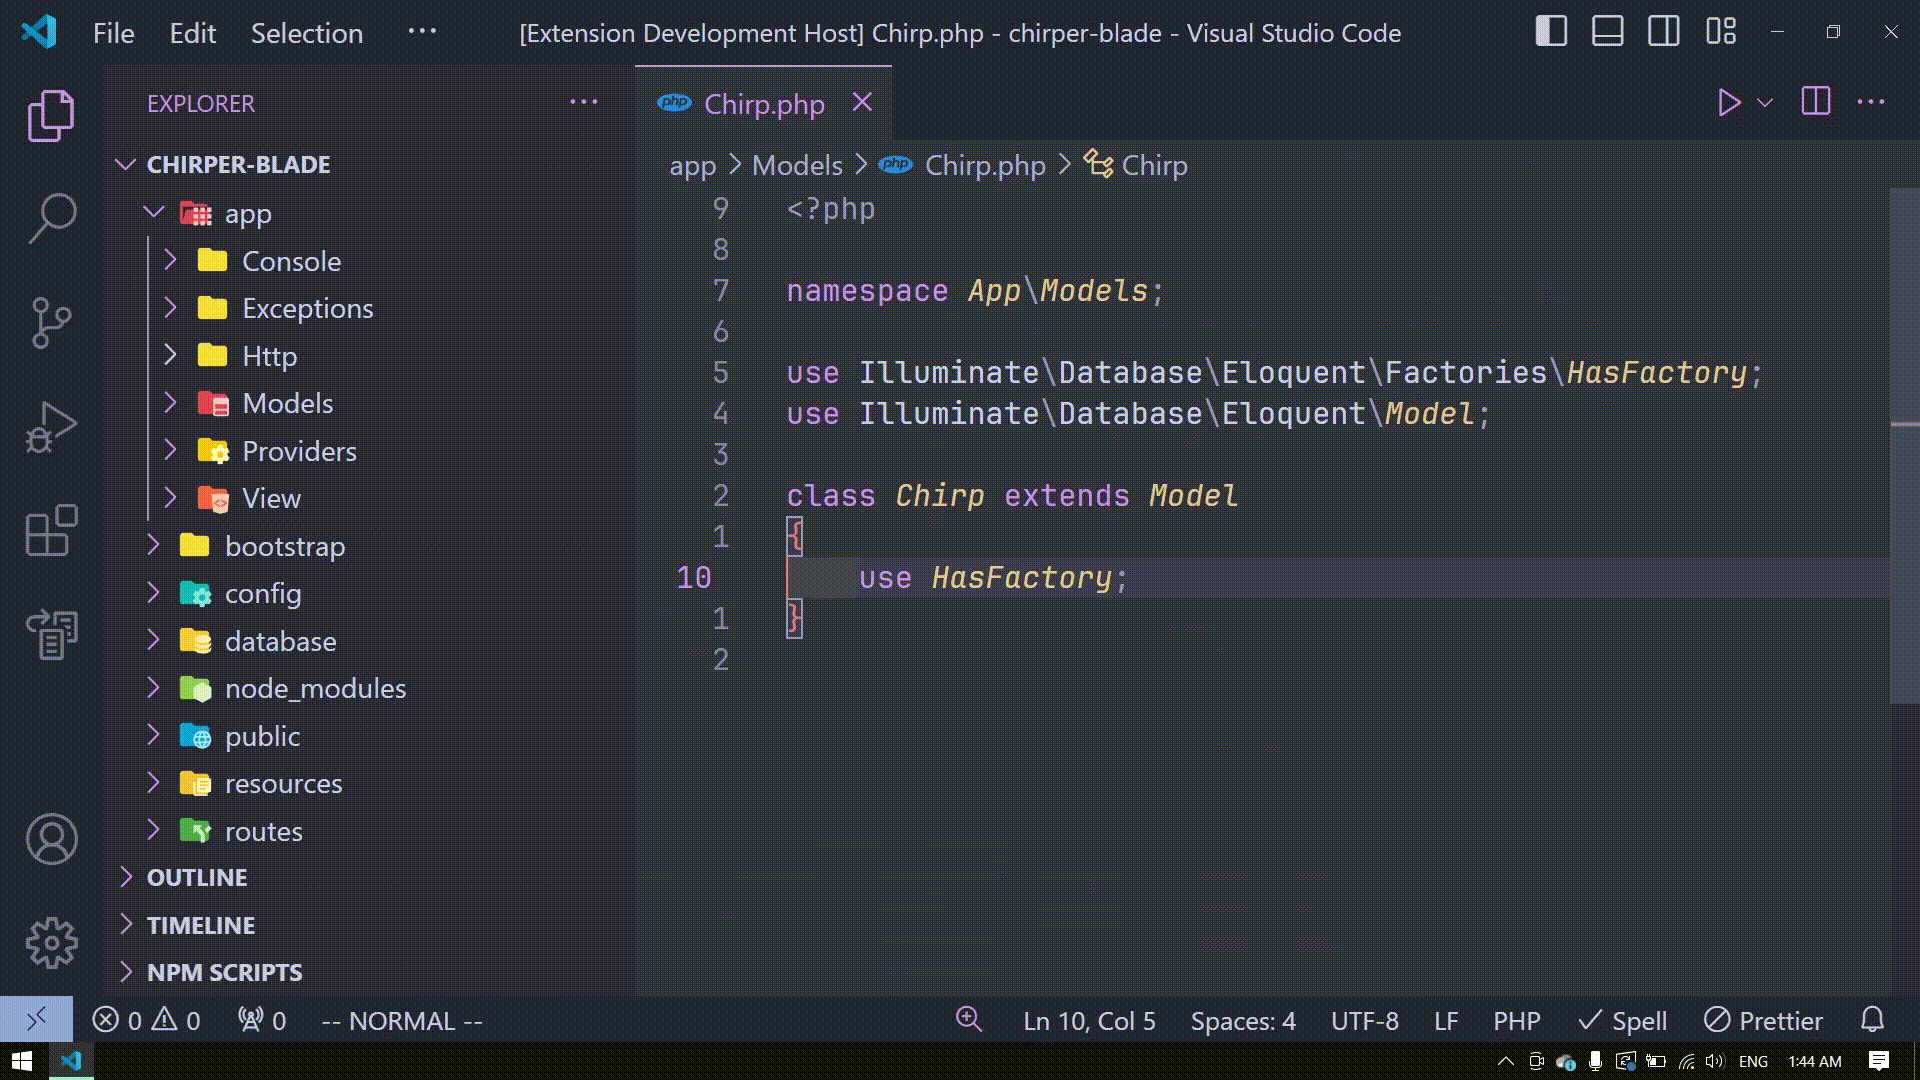 File Edit Selection ··· [Extension Development Host] Chirp.php - chirper-blade - Visual Studio Code
EXPLORER ···
CHIRPER-BLADE
app
Console
Exceptions
Http
Models
Providers
View
bootstrap
config
database
node_modules
public
resources
routes
OUTLINE
TIMELINE
NPM SCRIPTS
php Chirp.php
app > Models > php Chirp.php > Chirp
9 <?php
8
7 namespace App\Models;
6
5 use Illuminate\Database\Eloquent\Factories\HasFactory;
4 use Illuminate\Database\Eloquent\Model;
3
2 class Chirp extends Model
1 {
10 use HasFactory;
1 }
2
0 0 0 -- NORMAL -- Ln 10, Col 5 Spaces: 4 UTF-8 LF PHP Spell Prettier
ENG 1:44 AM